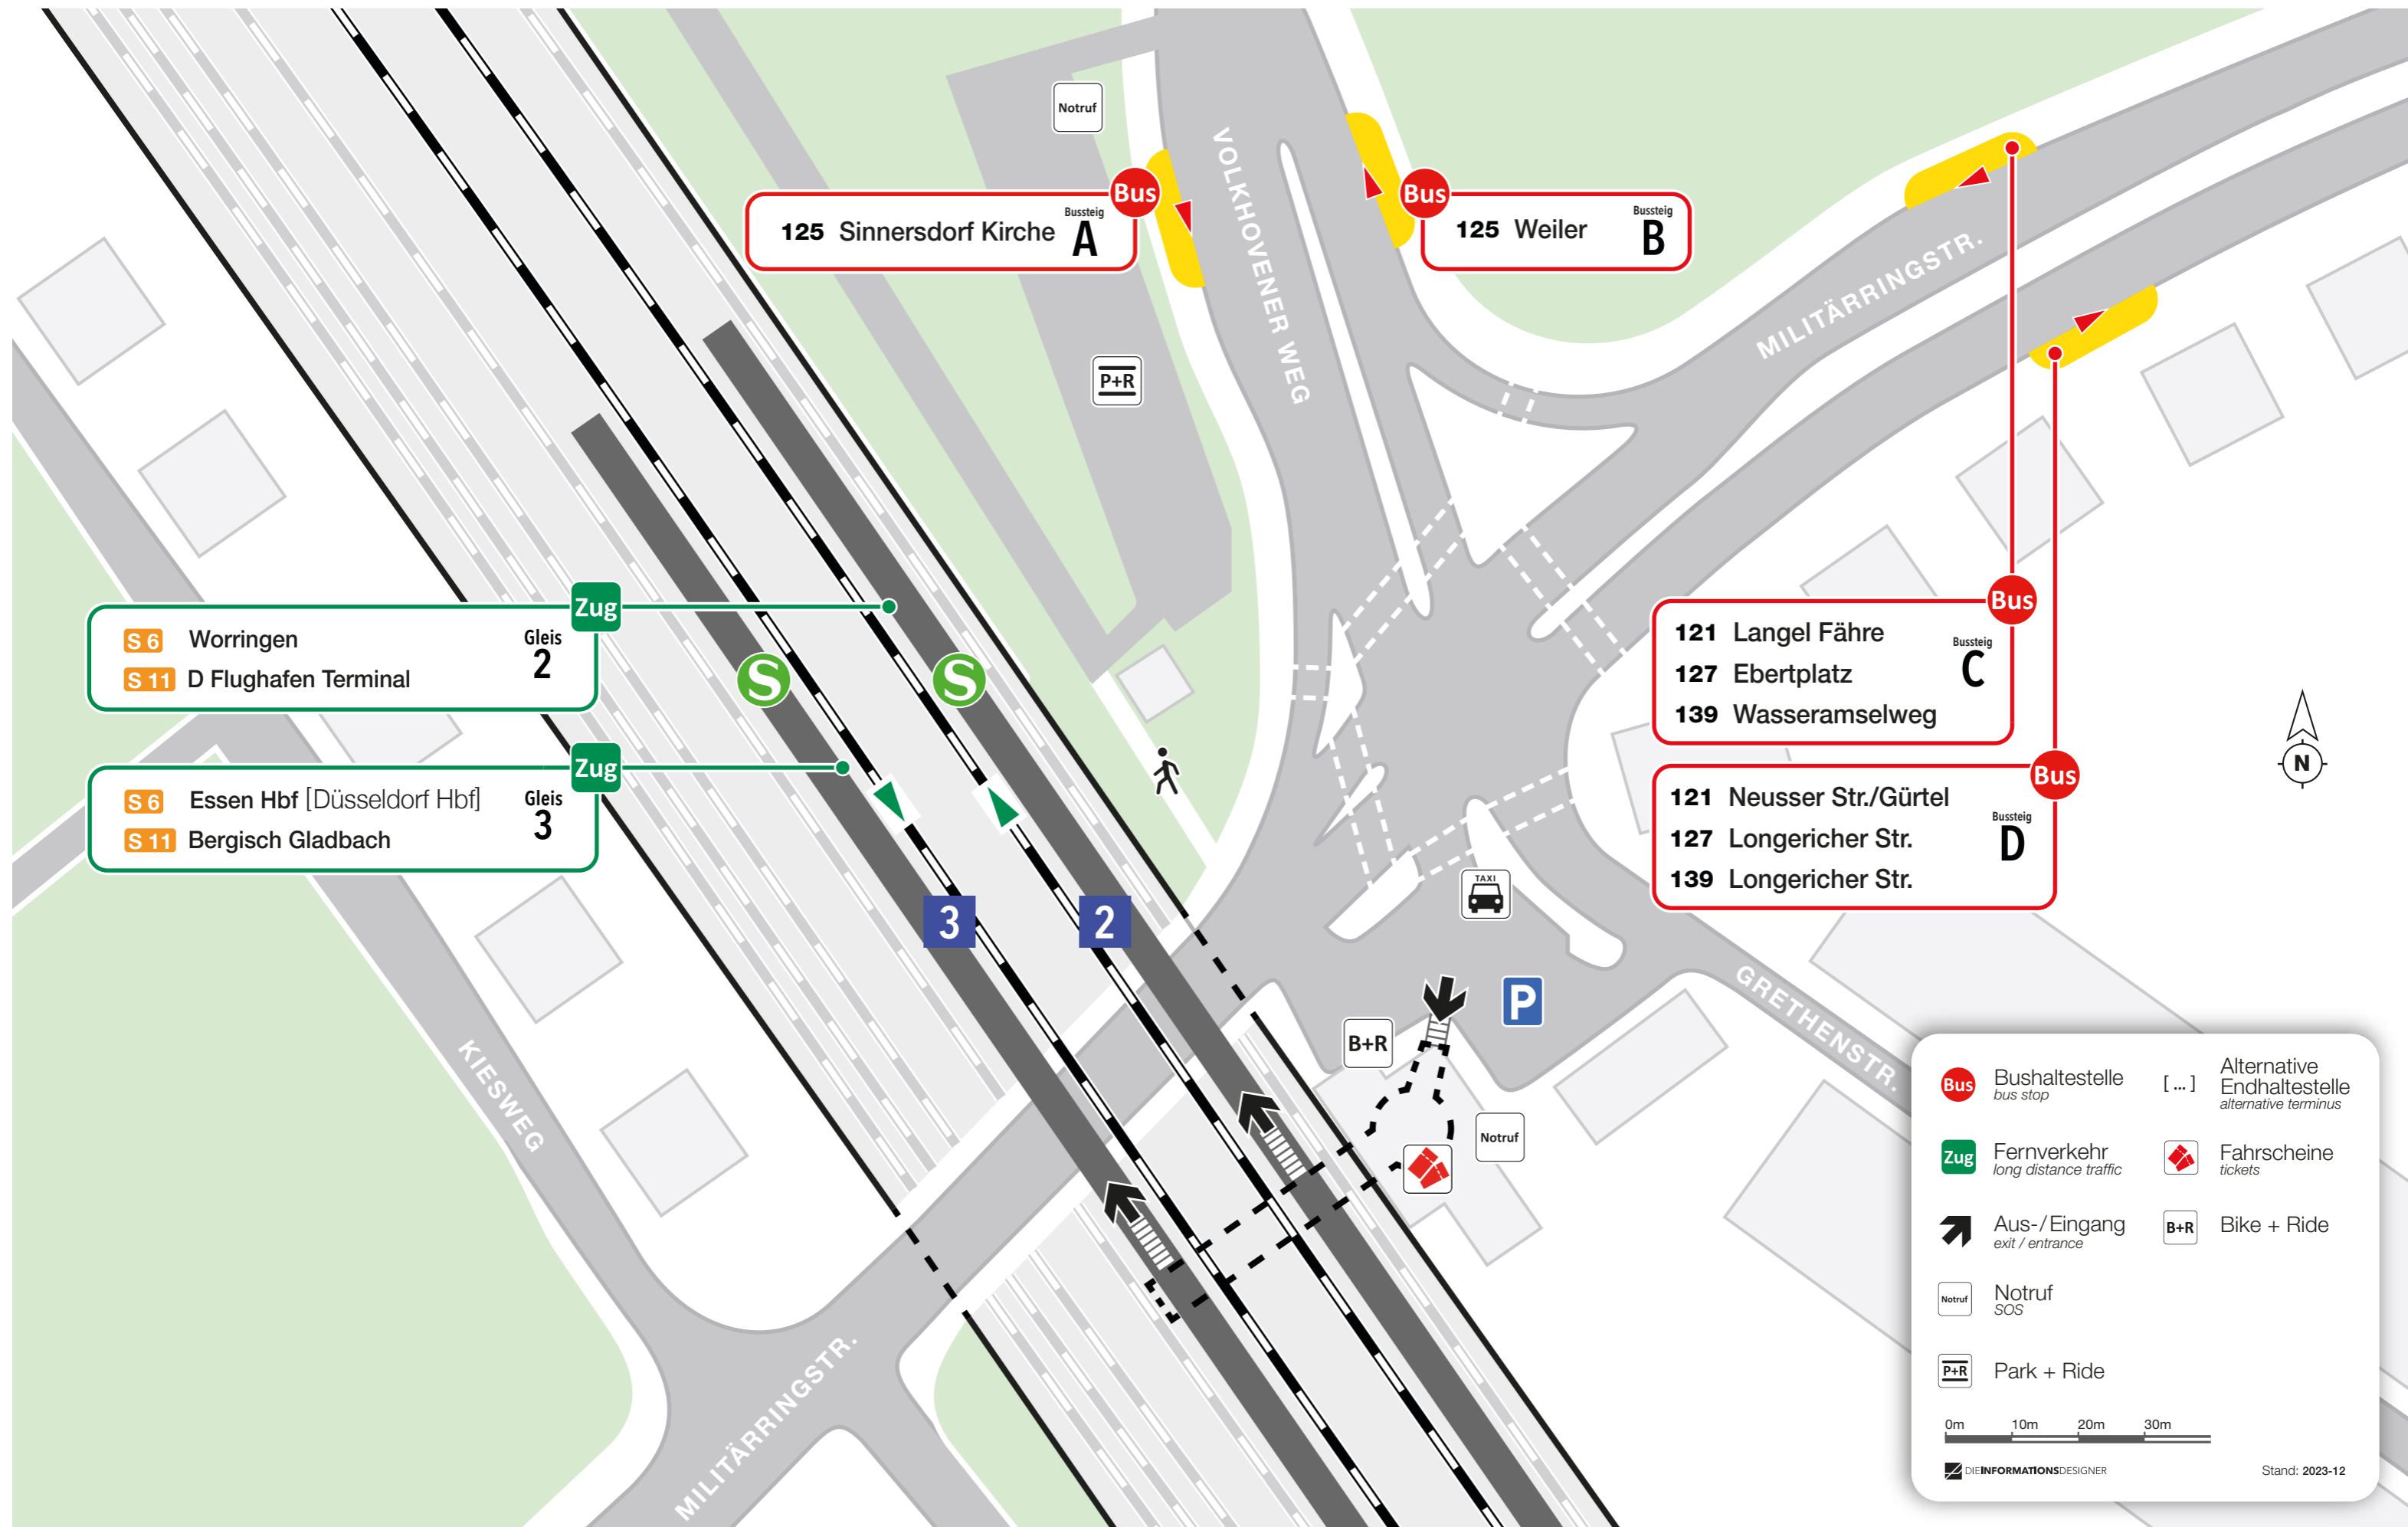 Notruf
VOLKHOVENER WEG
Bus
125 Sinnersdorf Kirche
Bussteig
A
Bus
125 Weiler
Bussteig
B
MILITÄRRINGSTR.
P+R
Zug
S 6 Worringen
S 11 D Flughafen Terminal
Gleis
2
S
S
Zug
S 6 Essen Hbf [Düsseldorf Hbf]
S 11 Bergisch Gladbach
Gleis
3
Bus
121 Langel Fähre
127 Ebertplatz
139 Wasseramselweg
Bussteig
C
Bus
121 Neusser Str./Gürtel
127 Longericher Str.
139 Longericher Str.
Bussteig
D
N
3
2
TAXI
P
B+R
Notruf
GRETHENSTR.
KIESWEG
MILITÄRRINGSTR.
Bus
Bushaltestelle
bus stop
[ ... ]
Alternative
Endhaltestelle
alternative terminus
Zug
Fernverkehr
long distance traffic
Fahrscheine
tickets
Aus-/Eingang
exit / entrance
B+R
Bike + Ride
Notruf
Notruf
SOS
P+R
Park + Ride
0m 10m 20m 30m
DIEINFORMATIONSDESIGNER
Stand: 2023-12